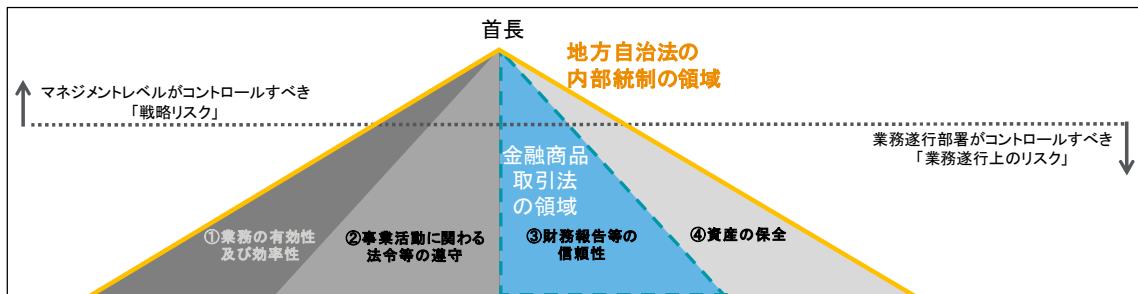 首長
地方自治法の
内部統制の領域
マネジメントレベルがコントロールすべき
「戦略リスク」
業務遂行部署がコントロールすべき
「業務遂行上のリスク」
金融商品
取引法
の領域
①業務の有効性
及び効率性
②事業活動に関わる
法令等の遵守
③財務報告等の
信頼性
④資産の保全